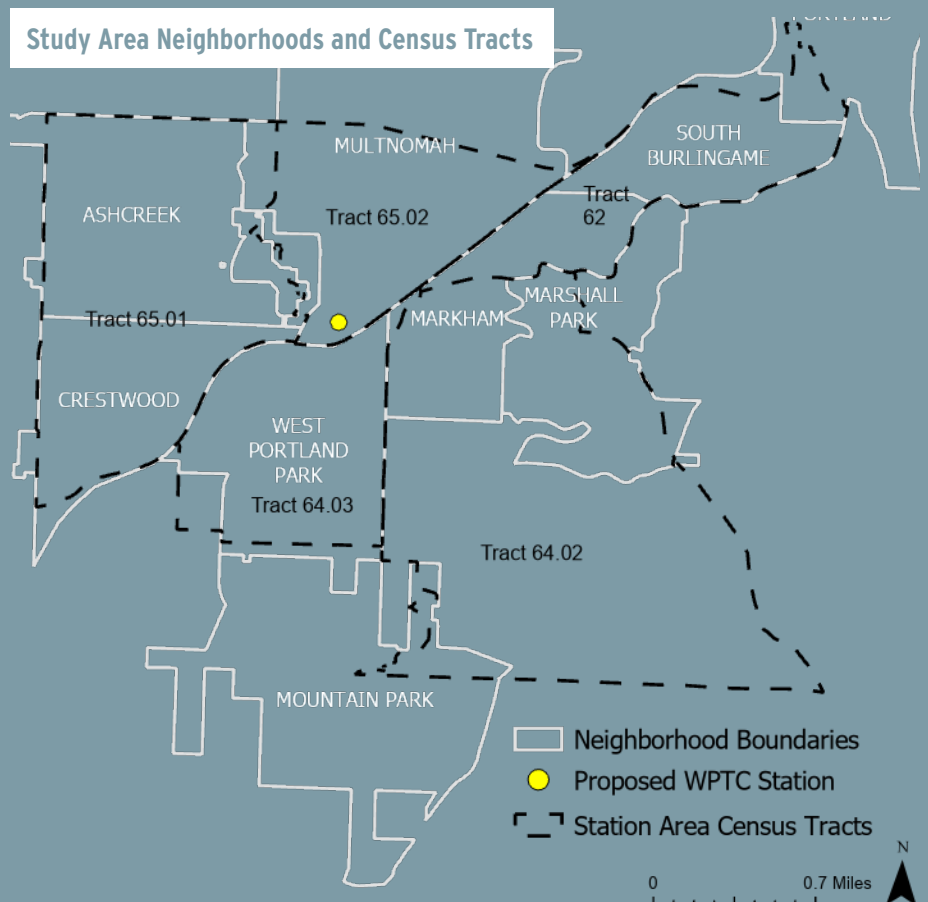 Study Area Neighborhoods and Census Tracts
PORTLAND
MULTNOMAH
SOUTH
BURLINGAME
ASHCREEK
Tract 65.02
Tract
62
Tract 65.01
MARKHAM
MARSHALL
PARK
CRESTWOOD
WEST
PORTLAND
PARK
Tract 64.03
Tract 64.02
MOUNTAIN PARK
Neighborhood Boundaries
Proposed WPTC Station
Station Area Census Tracts
N
0
0.7 Miles